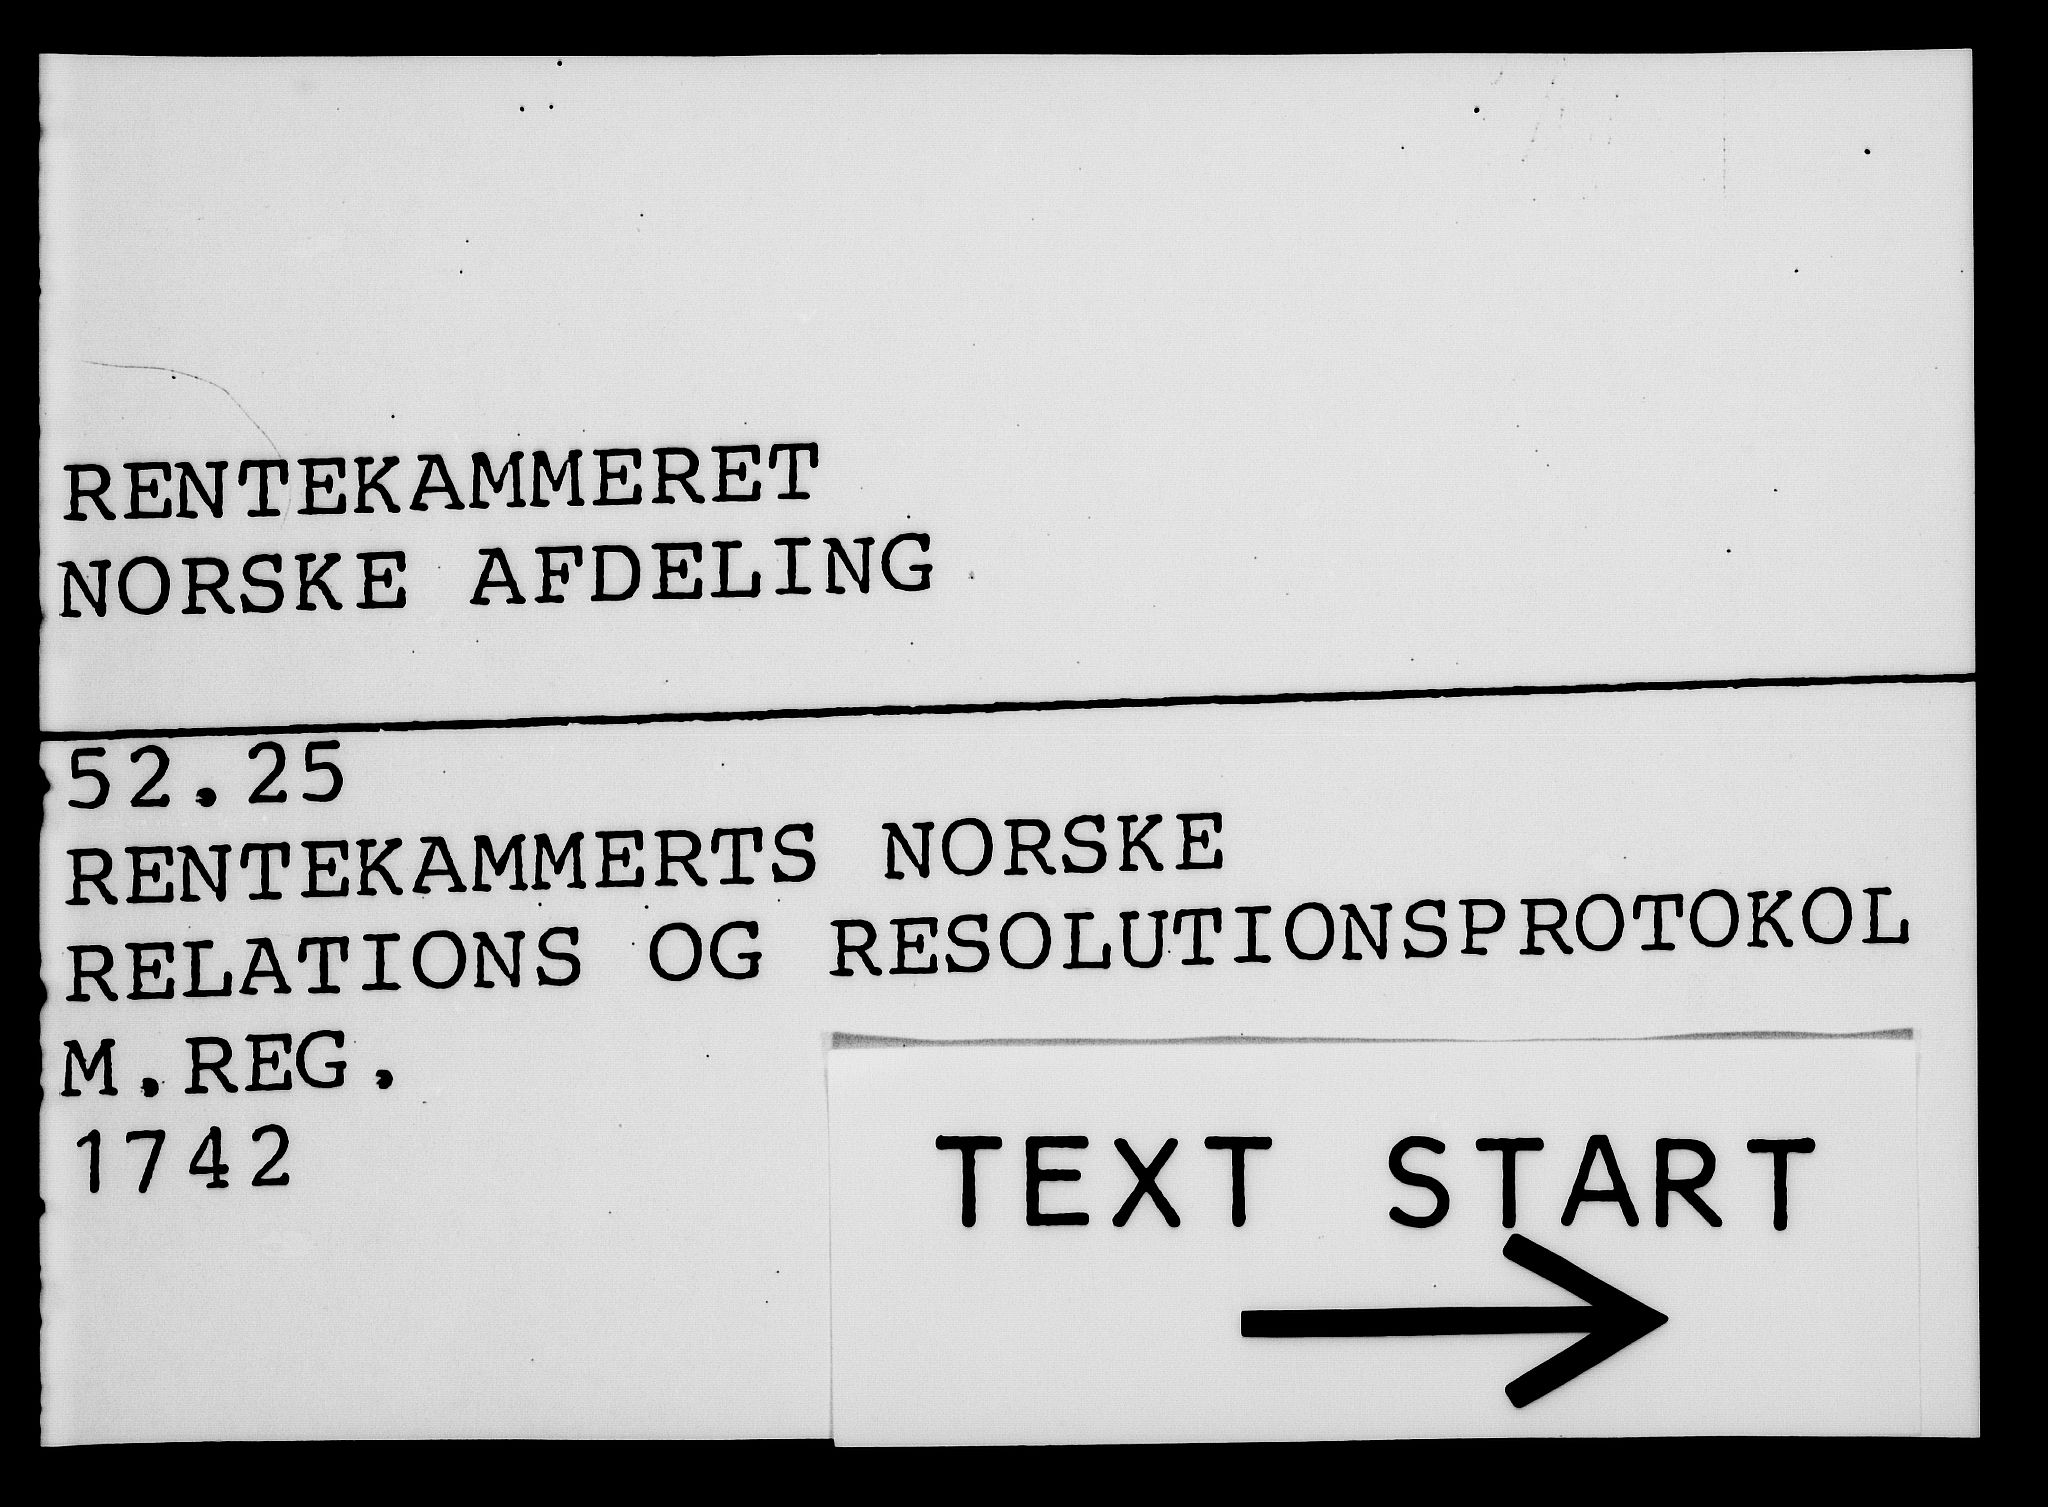 RENTEKAMMERET
NORSKE AFDELING
52.25
RENTEKAMMERTS NORSKE
RELATIONS OG RESOLUTIONSPROTOKOL
M.REG.
1742
TEXT START